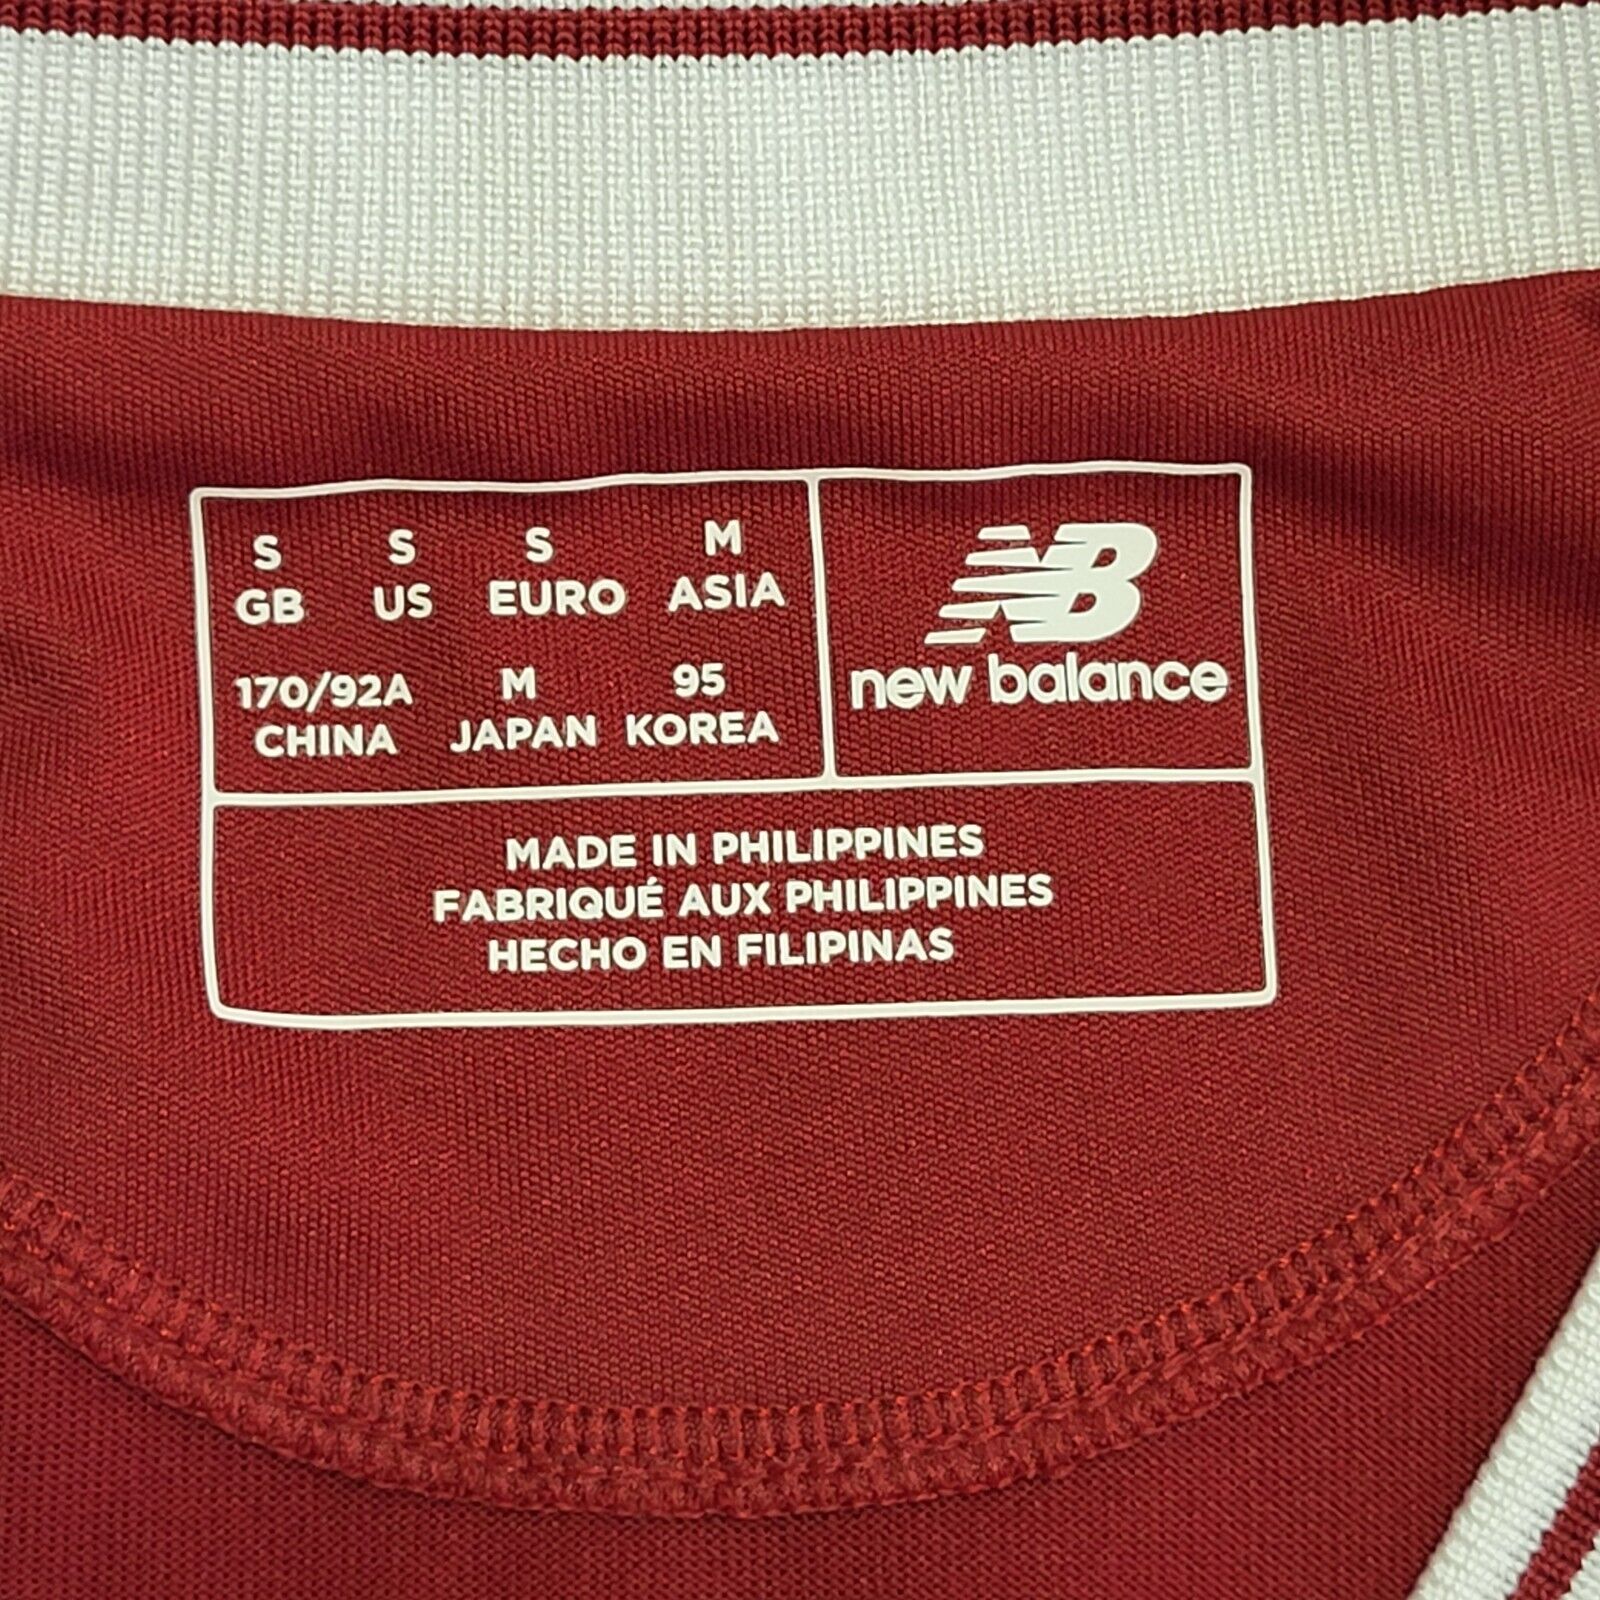 S S S M
GB US EURO ASIA
170/92A M 95
CHINA JAPAN KOREA
NB
new balance
MADE IN PHILIPPINES
FABRIQUÉ AUX PHILIPPINES
HECHO EN FILIPINAS